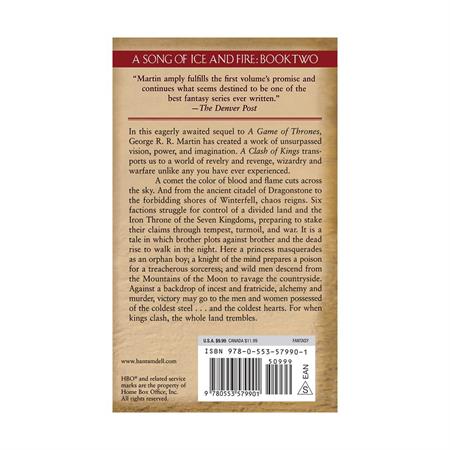 A SONG OF ICE AND FIRE: BOOK TWO
“Martin amply fulfills the first volume’s promise and
continues what seems destined to be one of the
best fantasy series ever written.”
—The Denver Post
In this eagerly awaited sequel to A Game of Thrones,
George R. R. Martin has created a work of unsurpassed
vision, power, and imagination. A Clash of Kings trans-
ports us to a world of revelry and revenge, wizardry and
warfare unlike any you have ever experienced.
A comet the color of blood and flame cuts across
the sky. And from the ancient citadel of Dragonstone to
the forbidding shores of Winterfell, chaos reigns. Six
factions struggle for control of a divided land and the
Iron Throne of the Seven Kingdoms, preparing to stake
their claims through tempest, turmoil, and war. It is a
tale in which brother plots against brother and the dead
rise to walk in the night. Here a princess masquerades
as an orphan boy; a knight of the mind prepares a poison
for a treacherous sorceress; and wild men descend from
the Mountains of the Moon to ravage the countryside.
Against a backdrop of incest and fratricide, alchemy and
murder, victory may go to the men and women possessed
of the coldest steel . . . and the coldest hearts. For when
kings clash, the whole land trembles.
U.S.A. $9.99 CANADA $11.99 FANTASY
ISBN 978-0-553-57990-1
50999
www.bantamdell.com
9 780553 579901
S EAN
HBO® and related service
marks are the property of
Home Box Office, Inc.
All rights reserved.